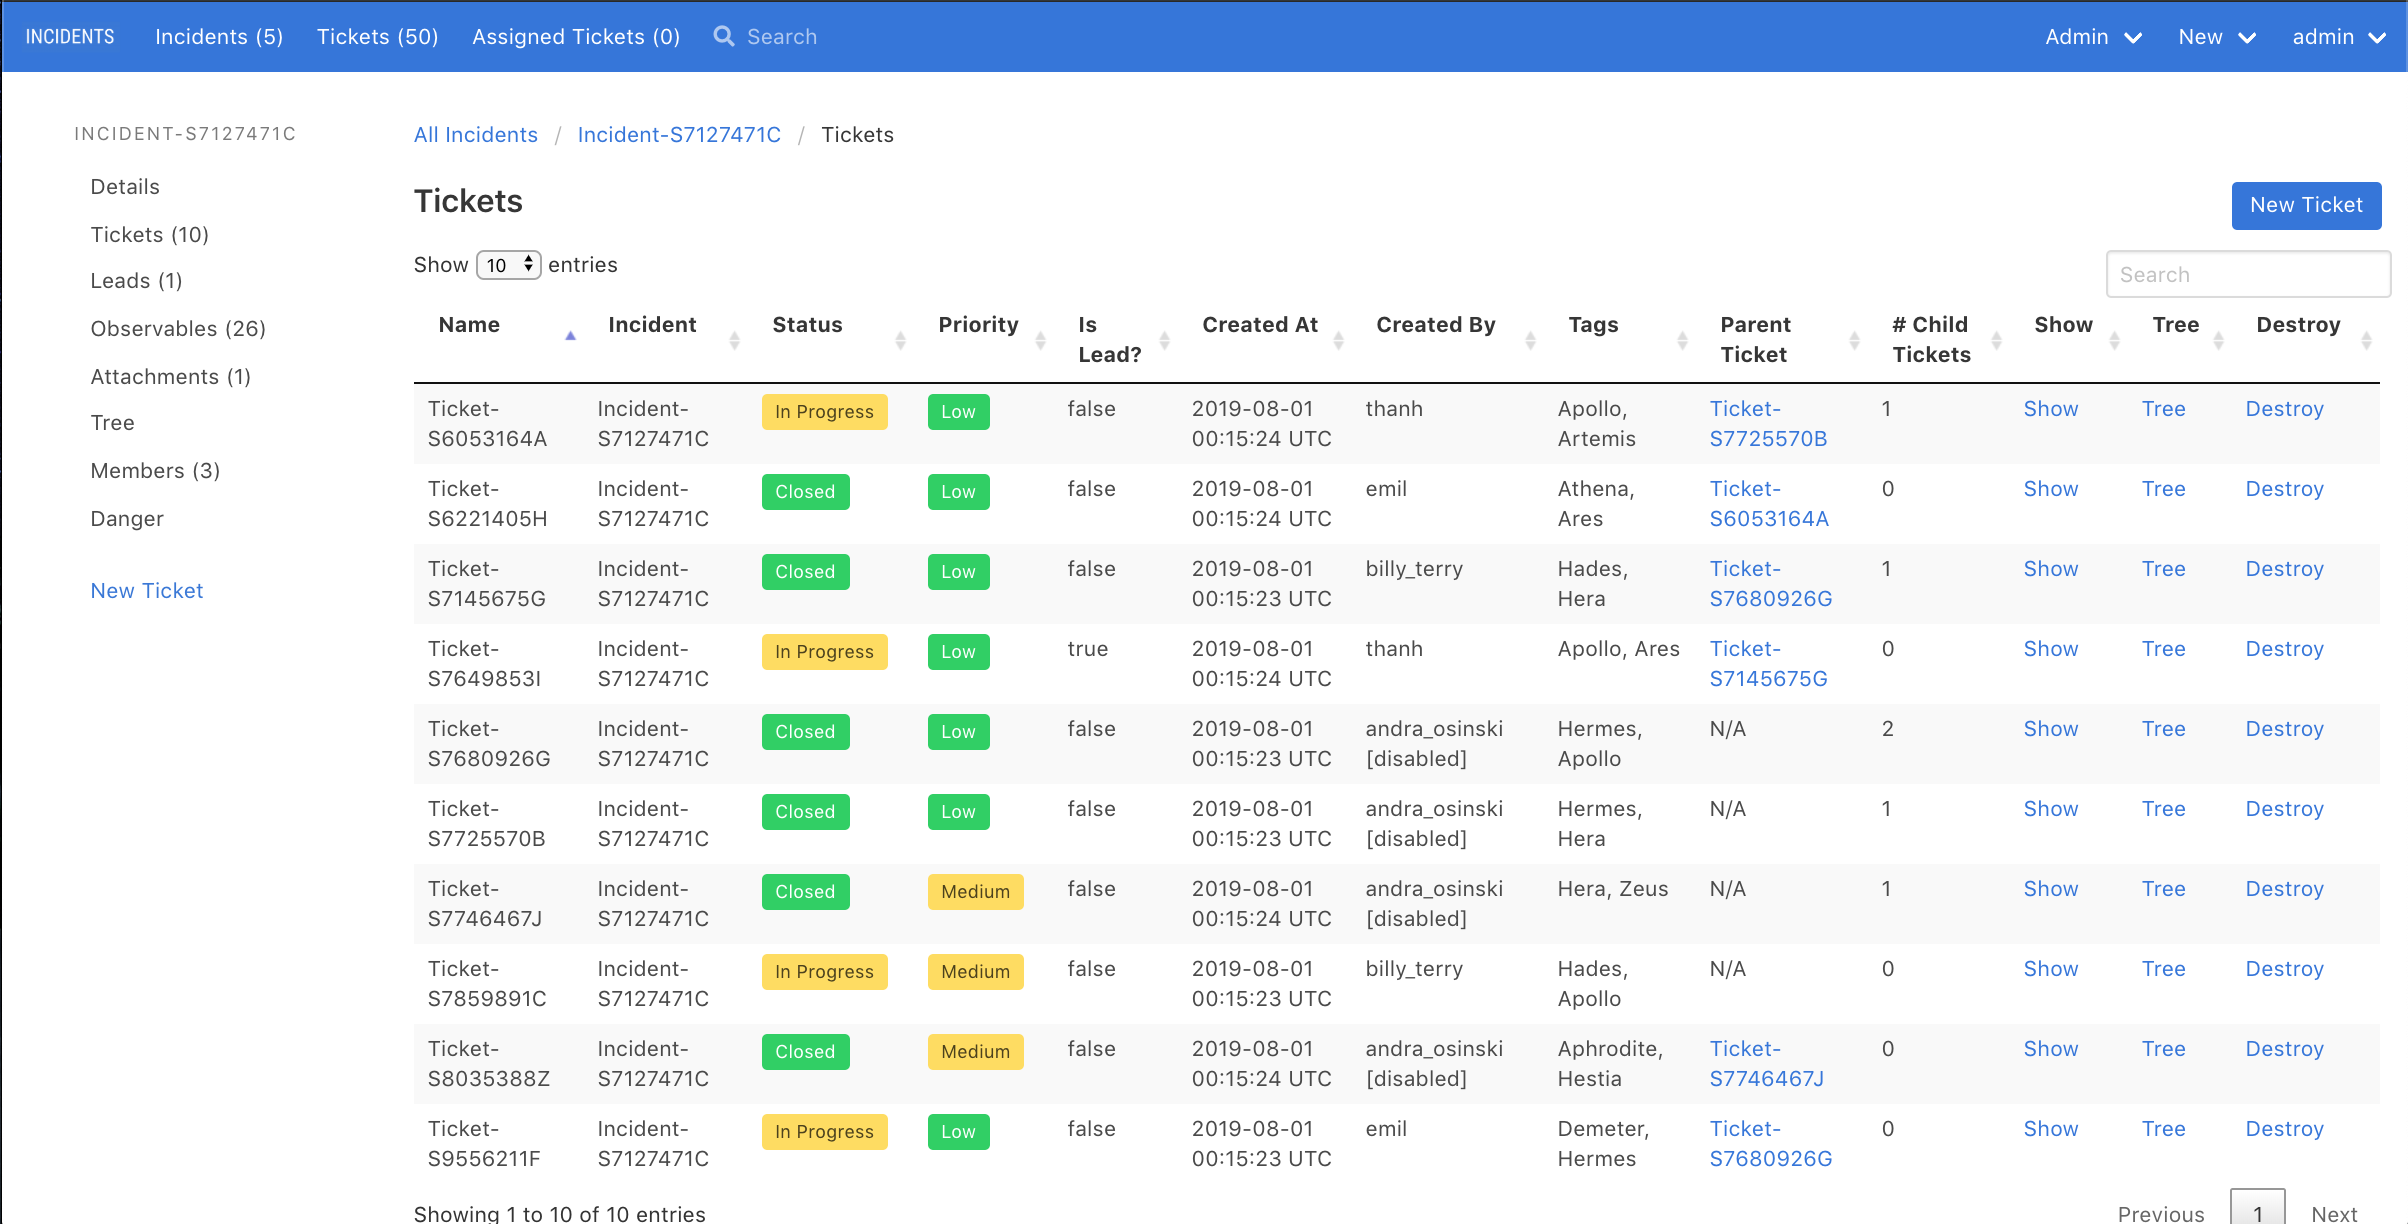 INCIDENTS Incidents (5) Tickets (50) Assigned Tickets (0) Search Admin New admin
INCIDENT-S7127471C
Details
Tickets (10)
Leads (1)
Observables (26)
Attachments (1)
Tree
Members (3)
Danger
New Ticket
All Incidents / Incident-S7127471C / Tickets
Tickets
New Ticket
Show 10 entries
Search
Name Incident Status Priority Is Created At Created By Tags Parent # Child Show Tree Destroy
Lead? Ticket Tickets
Ticket- Incident- In Progress Low false 2019-08-01 thanh Apollo, Ticket- 1 Show Tree Destroy
S6053164A S7127471C 00:15:24 UTC Artemis S7725570B
Ticket- Incident- Closed Low false 2019-08-01 emil Athena, Ticket- 0 Show Tree Destroy
S6221405H S7127471C 00:15:24 UTC Ares S6053164A
Ticket- Incident- Closed Low false 2019-08-01 billy_terry Hades, Ticket- 1 Show Tree Destroy
S7145675G S7127471C 00:15:23 UTC Hera S7680926G
Ticket- Incident- In Progress Low true 2019-08-01 thanh Apollo, Ares Ticket- 0 Show Tree Destroy
S7649853I S7127471C 00:15:24 UTC S7145675G
Ticket- Incident- Closed Low false 2019-08-01 andra_osinski Hermes, N/A 2 Show Tree Destroy
S7680926G S7127471C 00:15:23 UTC [disabled] Apollo
Ticket- Incident- Closed Low false 2019-08-01 andra_osinski Hermes, N/A 1 Show Tree Destroy
S7725570B S7127471C 00:15:23 UTC [disabled] Hera
Ticket- Incident- Closed Medium false 2019-08-01 andra_osinski Hera, Zeus N/A 1 Show Tree Destroy
S7746467J S7127471C 00:15:24 UTC [disabled]
Ticket- Incident- In Progress Medium false 2019-08-01 billy_terry Hades, N/A 0 Show Tree Destroy
S7859891C S7127471C 00:15:23 UTC Apollo
Ticket- Incident- Closed Medium false 2019-08-01 andra_osinski Aphrodite, Ticket- 0 Show Tree Destroy
S8035388Z S7127471C 00:15:24 UTC [disabled] Hestia S7746467J
Ticket- Incident- In Progress Low false 2019-08-01 emil Demeter, Ticket- 0 Show Tree Destroy
S9556211F S7127471C 00:15:23 UTC Hermes S7680926G
Showing 1 to 10 of 10 entries Previous 1 Next